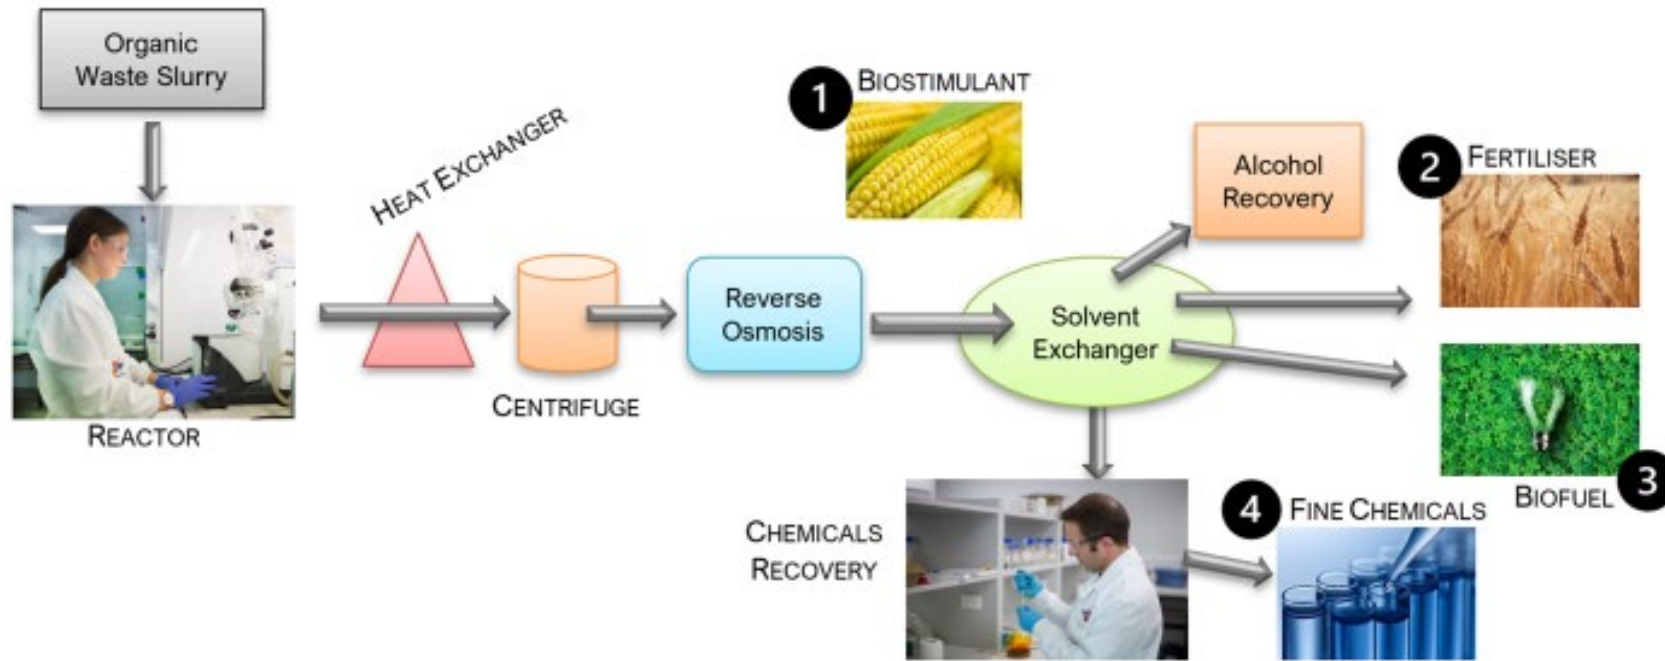 Organic
Waste Slurry
REACTOR
HEAT EXCHANGER
CENTRIFUGE
Reverse
Osmosis
1
BIOSTIMULANT
Solvent
Exchanger
Alcohol
Recovery
2
FERTILISER
3
BIOFUEL
CHEMICALS
RECOVERY
4
FINE CHEMICALS